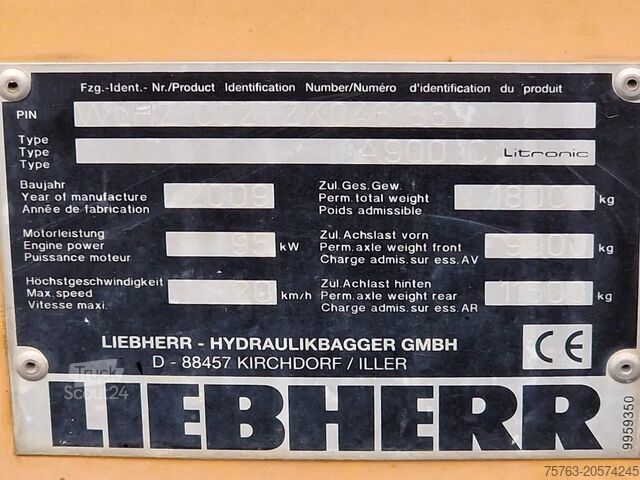 Fzg.-Ident.- Nr./Product Identification Number/Numéro d'identification du produit
PIN
Type
Type A900 C Litronic
Type
Baujahr
Year of manufacture 2009
Année de fabrication
Zul.Ges.Gew.
Perm.total weight kg
Poids admissible
Motorleistung
Engine power 95 kW
Puissance moteur
Zul.Achslast vorn
Perm.axle weight front kg
Charge admis.sur ess.AV
Höchstgeschwindigkeit
Max.speed 20 km/h
Vitesse maxi.
Zul.Achlast hinten
Perm.axle weight rear kg
Charge admis.sur ess.AR
LIEBHERR - HYDRAULIKBAGGER GMBH
D - 88457 KIRCHDORF / ILLER
CE
Truck
Scout24
LIEBHERR
9959350
75763-20574245